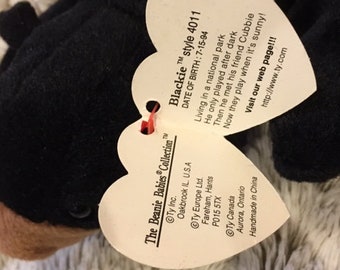 The Beanie Babies® Collection™
©Ty Inc.
Oakbrook IL. U.S.A
©Ty Europe Ltd.
Fareham, Hants
PO15 5TX
©Ty Canada
Aurora, Ontario
Handmade in China
Blackie™ style 4011
DATE OF BIRTH : 7-15-94
Living in a national park
He only played after dark
Then he met his friend Cubbie
Now they play when it's sunny!
Visit our web page!!!
http://www.ty.com